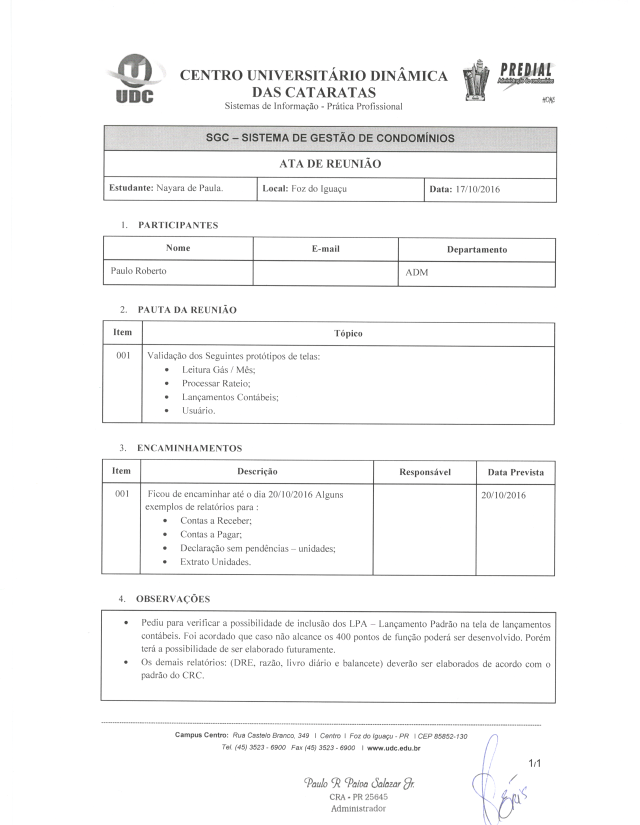 UDC
CENTRO UNIVERSITÁRIO DINÂMICA
DAS CATARATAS
Sistemas de Informação - Prática Profissional
PREDIAL
Administração de condomínios
SGC – SISTEMA DE GESTÃO DE CONDOMÍNIOS
ATA DE REUNIÃO
Estudante: Nayara de Paula.
Local: Foz do Iguaçu
Data: 17/10/2016
1. PARTICIPANTES
Nome
E-mail
Departamento
Paulo Roberto
ADM
2. PAUTA DA REUNIÃO
Item
Tópico
001
Validação dos Seguintes protótipos de telas:
• Leitura Gás / Mês;
• Processar Rateio;
• Lançamentos Contábeis;
• Usuário.
3. ENCAMINHAMENTOS
Item
Descrição
Responsável
Data Prevista
001
Ficou de encaminhar até o dia 20/10/2016 Alguns
exemplos de relatórios para :
• Contas a Receber;
• Contas a Pagar;
• Declaração sem pendências – unidades;
• Extrato Unidades.
20/10/2016
4. OBSERVAÇÕES
• Pediu para verificar a possibilidade de inclusão dos LPA – Lançamento Padrão na tela de lançamentos
contábeis. Foi acordado que caso não alcance os 400 pontos de função poderá ser desenvolvido. Porém
terá a possibilidade de ser elaborado futuramente.
• Os demais relatórios: (DRE, razão, livro diário e balancete) deverão ser elaborados de acordo com o
padrão do CRC.
Campus Centro: Rua Castelo Branco, 349 I Centro I Foz do Iguaçu - PR I CEP 85852-130
Tel. (45) 3523 - 6900 Fax (45) 3523 - 6900 I www.udc.edu.br
1/1
Paulo R. Paiva Salazar Jr.
CRA - PR 25645
Administrador